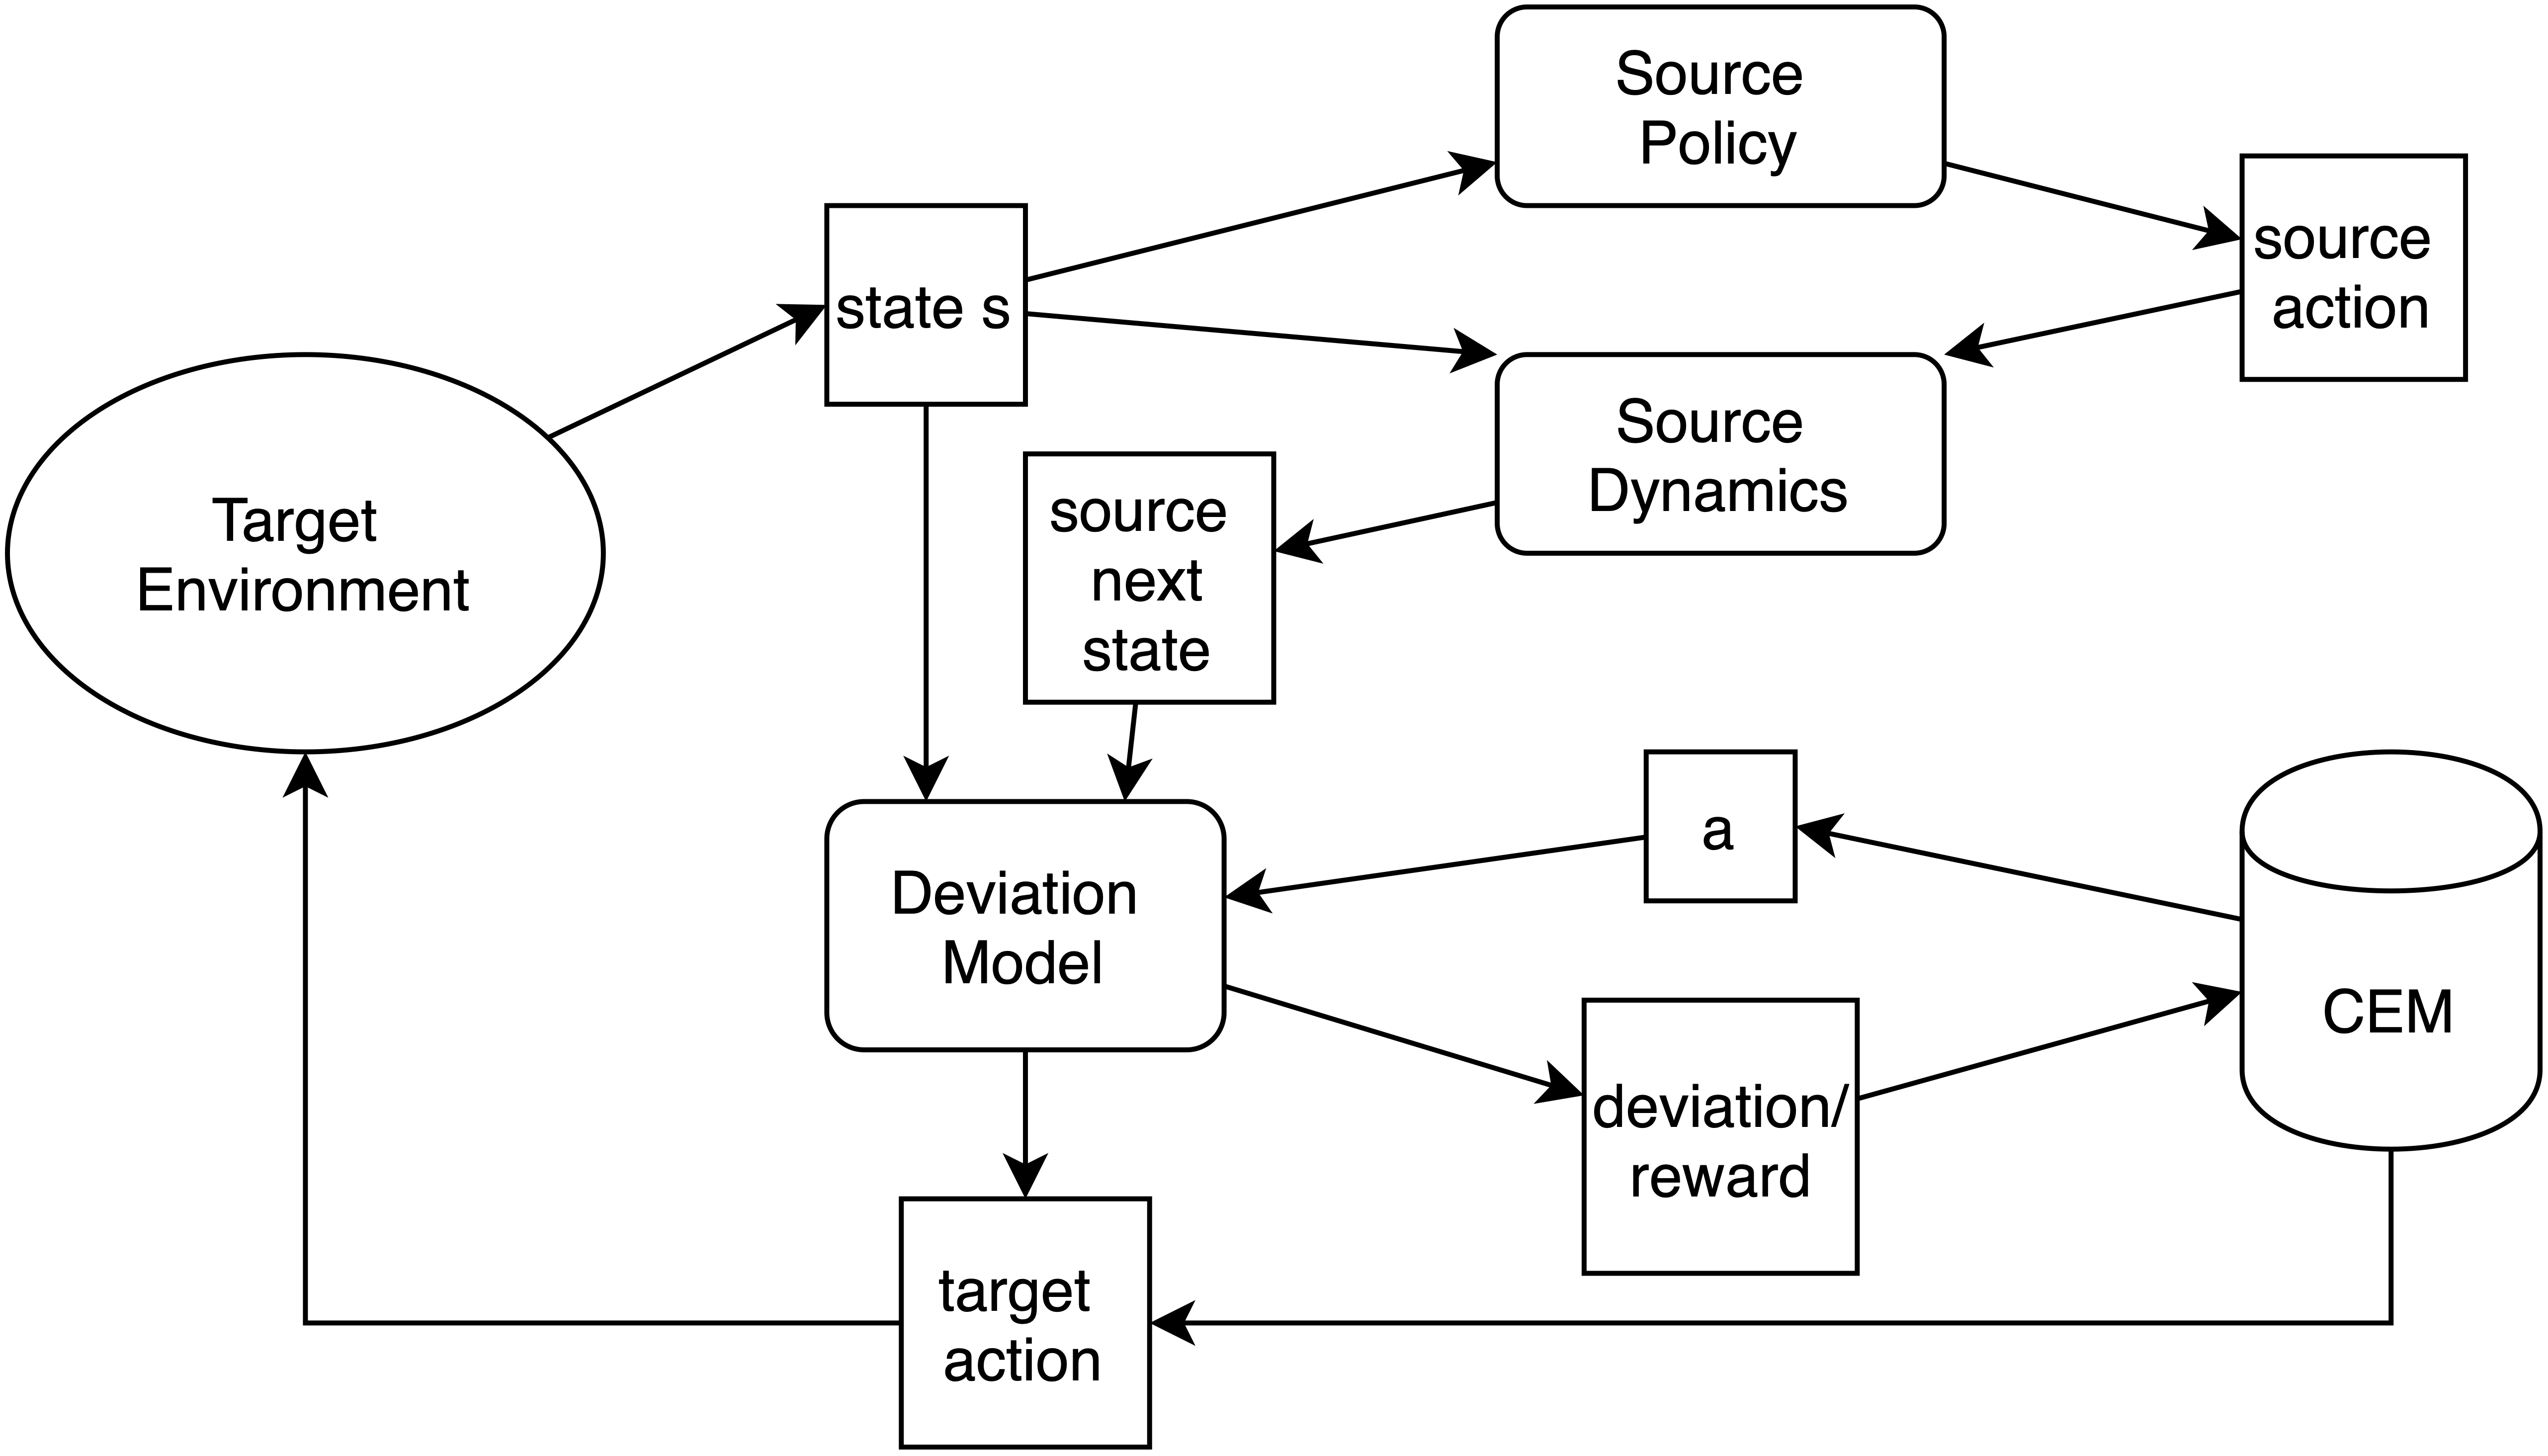 Source
Policy
source
action
state s
Source
Dynamics
Target
Environment
source
next
state
a
Deviation
Model
CEM
deviation/
reward
target
action